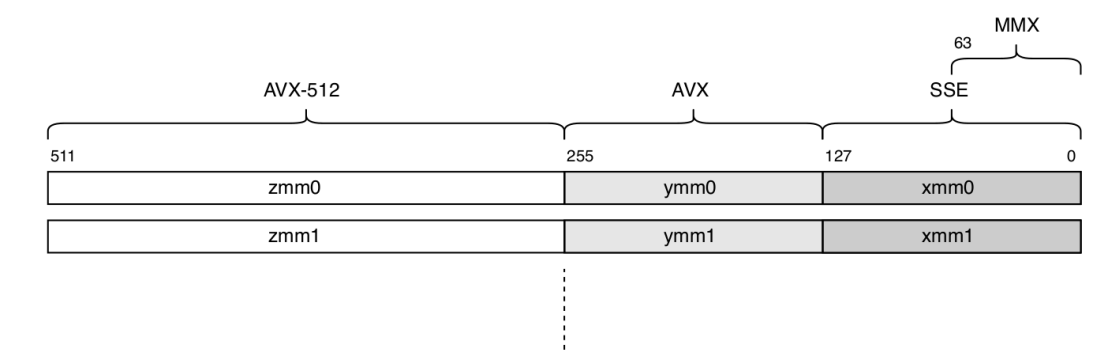 MMX
63
AVX-512 AVX SSE
511 255 127 0
zmm0 ymm0 xmm0
zmm1 ymm1 xmm1